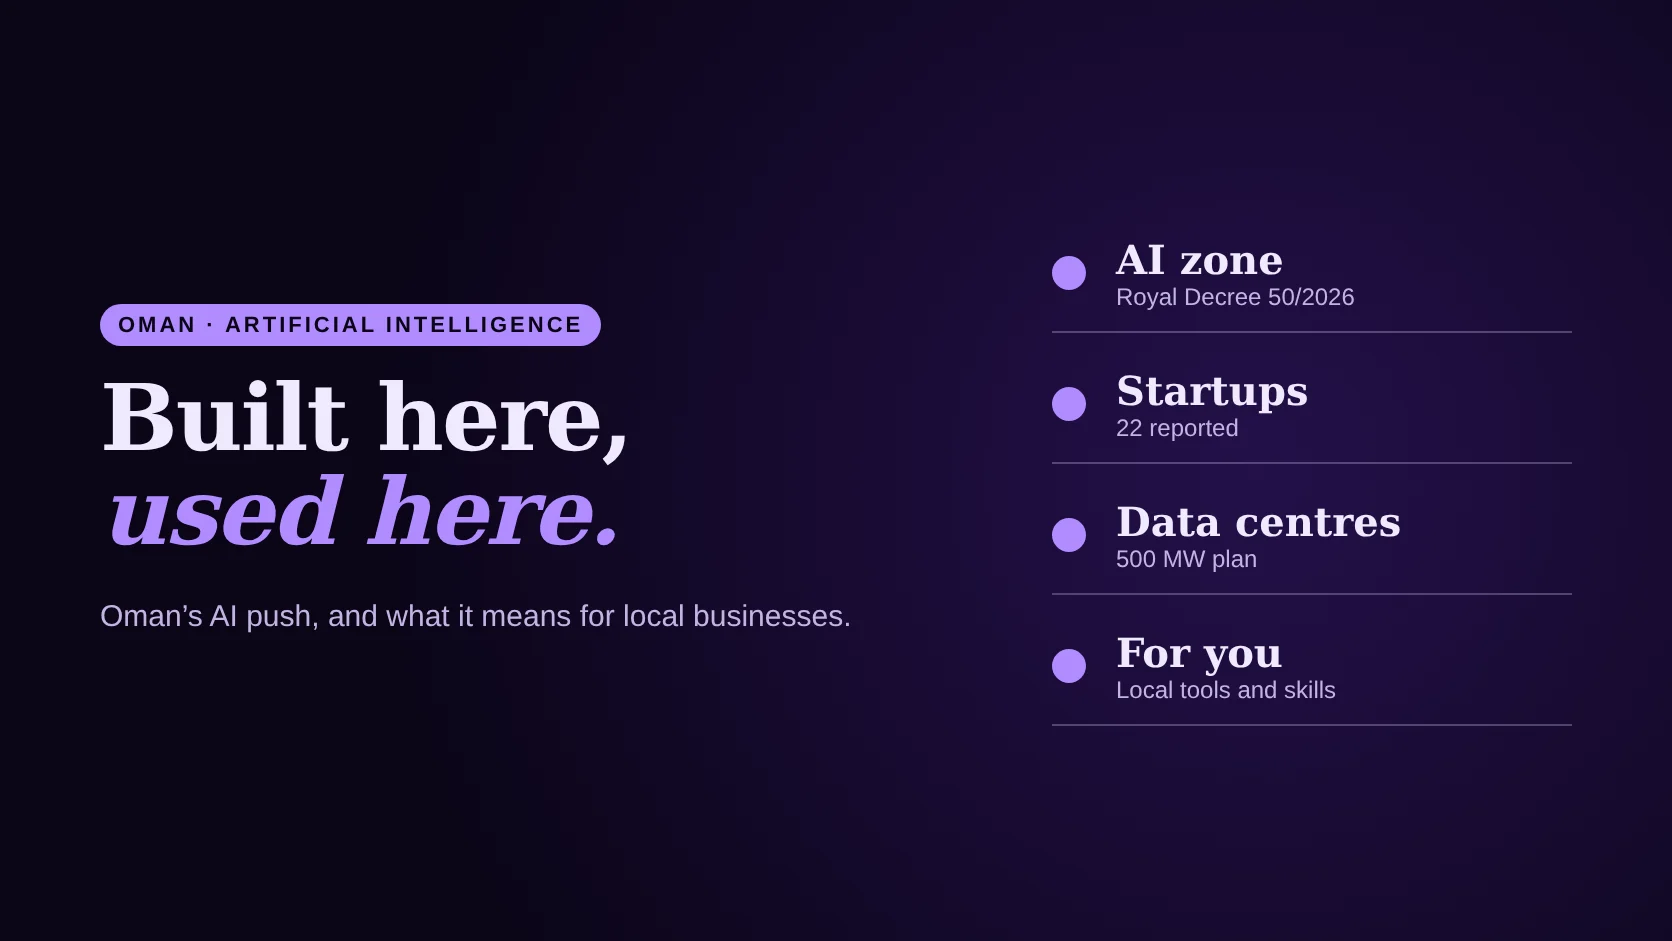 OMAN · ARTIFICIAL INTELLIGENCE
Built here,
used here.
Oman’s AI push, and what it means for local businesses.
AI zone
Royal Decree 50/2026
Startups
22 reported
Data centres
500 MW plan
For you
Local tools and skills